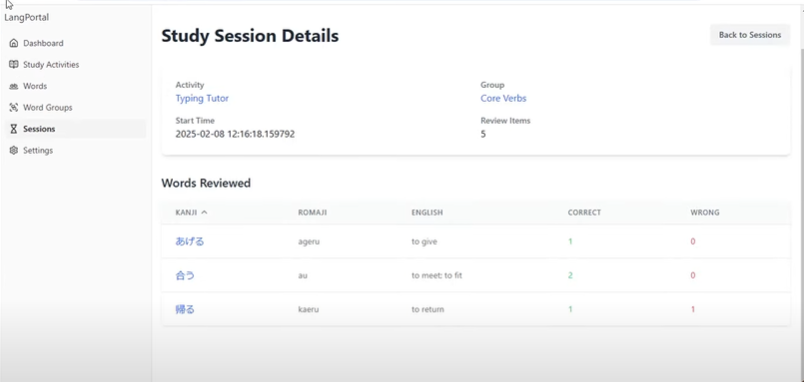 LangPortal
Dashboard
Study Activities
Words
Word Groups
Sessions
Settings
Study Session Details
Back to Sessions
Activity
Typing Tutor
Group
Core Verbs
Start Time
2025-02-08 12:16:18.159792
Review Items
5
Words Reviewed
KANJI ROMAJI ENGLISH CORRECT WRONG
あげる ageru to give 1 0
合う au to meet; to fit 2 0
帰る kaeru to return 1 1